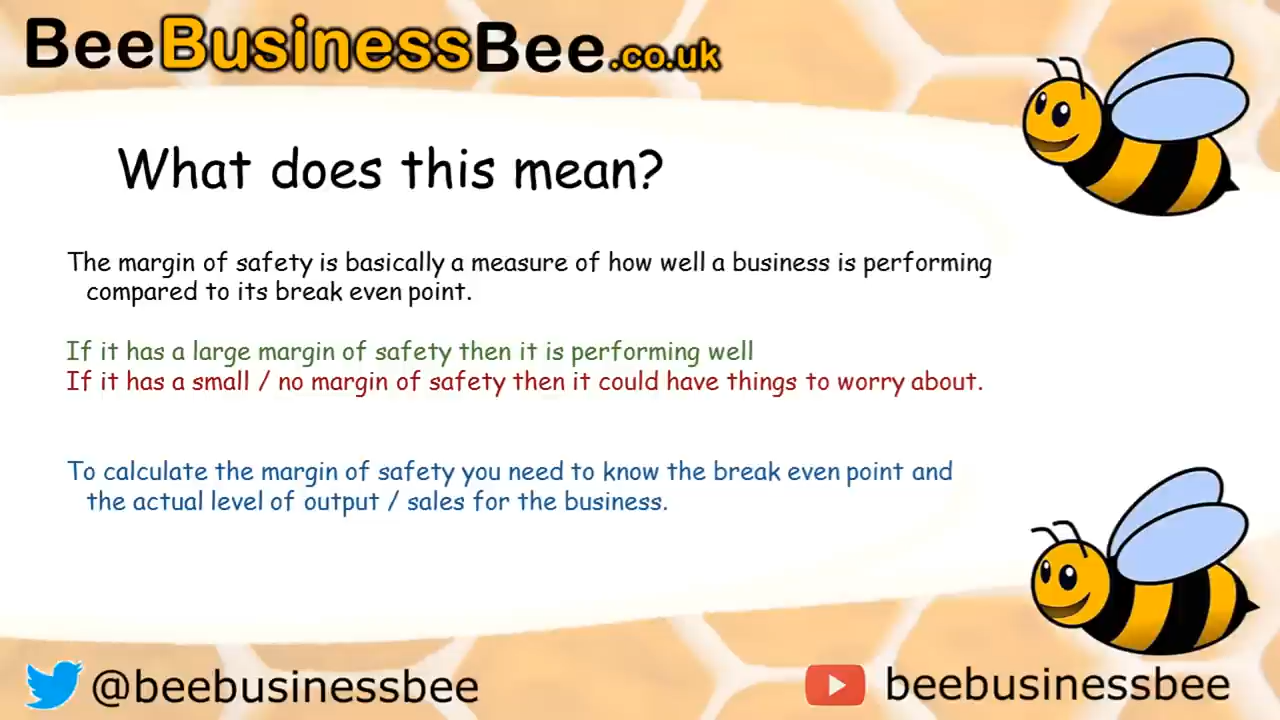 BeeBusinessBee.co.uk
What does this mean?
The margin of safety is basically a measure of how well a business is performing
compared to its break even point.
If it has a large margin of safety then it is performing well
If it has a small / no margin of safety then it could have things to worry about.
To calculate the margin of safety you need to know the break even point and
the actual level of output / sales for the business.
@beebusinessbee
beebusinessbee